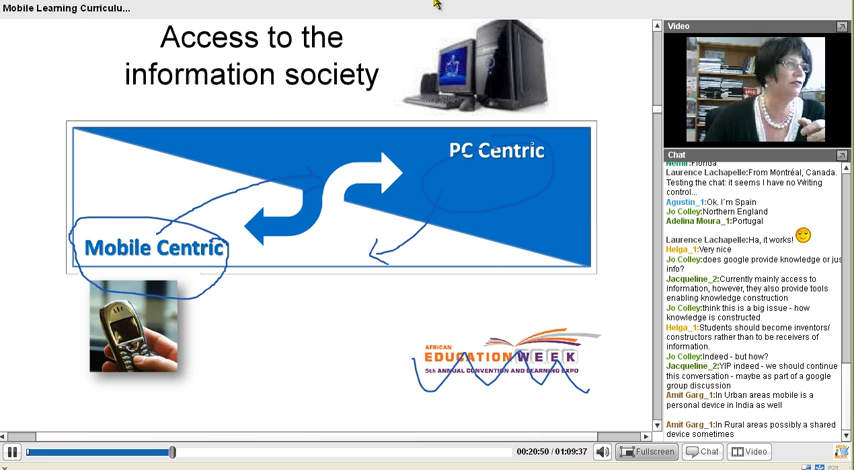 Mobile Learning Curriculu...
Access to the
information society
PC Centric
Mobile Centric
AFRICAN
EDUCATION WEEK
5th ANNUAL CONVENTION AND LEARNING EXPO
Video
Chat
Laurence Lachapelle:From Montréal, Canada.
Testing the chat: it seems I have no Writing
control...
Agustin_1:Ok. I´m Spain
Jo Colley:Northern England
Adelina Moura_1:Portugal
Laurence Lachapelle:Ha, it works!
Helga_1:Very nice
Jo Colley:does google provide knowledge or jus
info?
Jacqueline_2:Currently mainly access to
information, however, they also provide tools
enabling knowledge construction
Jo Colley:think this is a big issue - how
knowledge is constructed
Helga_1:Students should become inventors/
constructors rather than to be receivers of
information.
Jo Colley:Indeed - but how?
Jacqueline_2:YIP indeed - we should continue
this conversation - maybe as part of a google
group discussion
Amit Garg_1:In Urban areas mobile is a
personal device in India as well
Amit Garg_1:In Rural areas possibly a shared
device sometimes
00:20:50 / 01:09:37
Fullscreen
Chat
Video